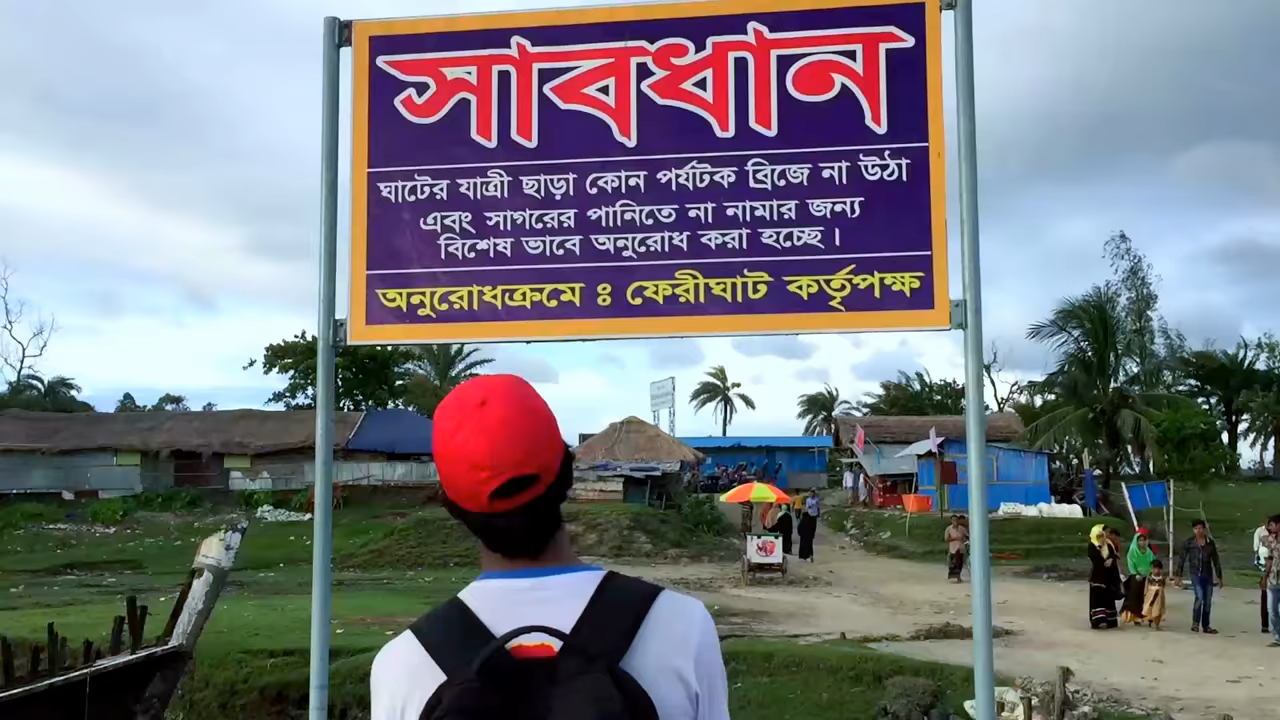 সাবধান
ঘাটের যাত্রী ছাড়া কোন পর্যটক ব্রিজে না উঠা
এবং সাগরের পানিতে না নামার জন্য
বিশেষ ভাবে অনুরোধ করা হচ্ছে।
অনুরোধক্রমে ঃ ফেরীঘাট কর্তৃপক্ষ